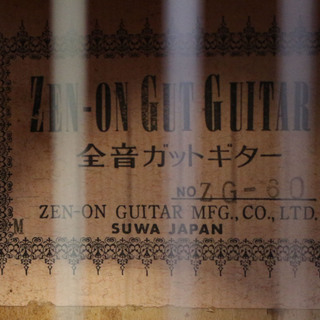 ZEN-ON GUT GUITAR
全音ガットギター
NO ZG-60
ZEN-ON GUITAR MFG., CO., LTD.
M SUWA JAPAN